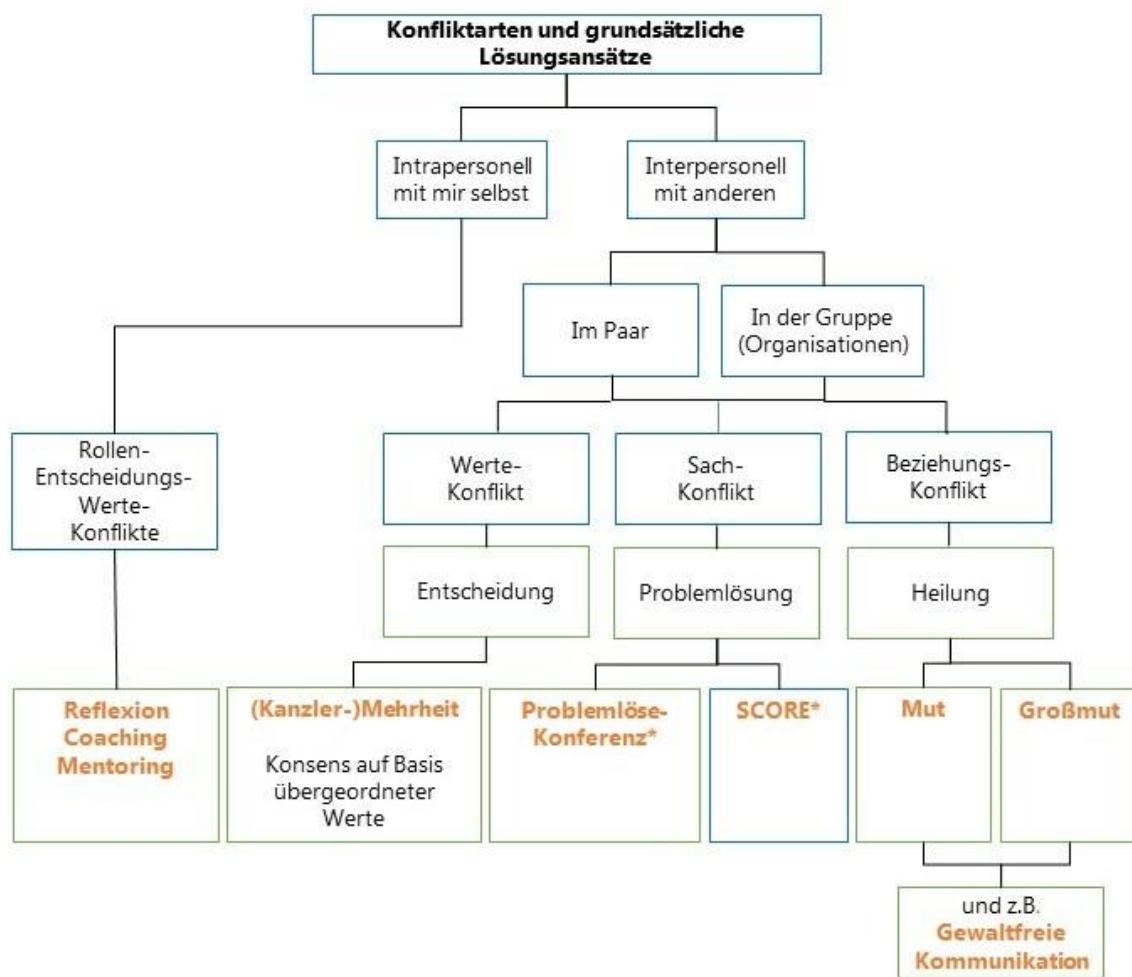 Konfliktarten und grundsätzliche
Lösungsansätze
Intrapersonell
mit mir selbst
Interpersonell
mit anderen
Im Paar
In der Gruppe
(Organisationen)
Rollen-
Entscheidungs-
Werte-
Konflikte
Werte-
Konflikt
Sach-
Konflikt
Beziehungs-
Konflikt
Entscheidung
Problemlösung
Heilung
Reflexion
Coaching
Mentoring
(Kanzler-)Mehrheit
Konsens auf Basis
übergeordneter
Werte
Problemlöse-
Konferenz*
SCORE*
Mut
Großmut
und z.B.
Gewaltfreie
Kommunikation